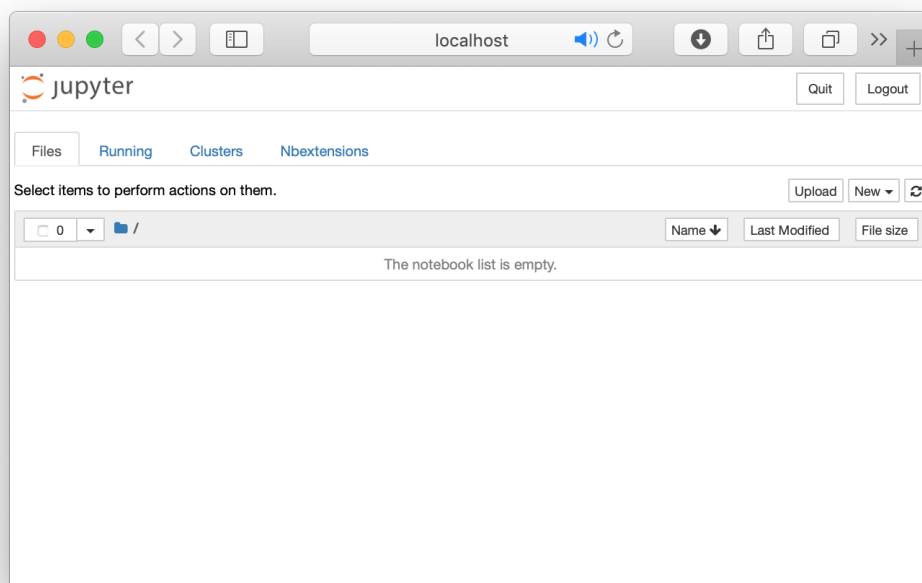 localhost
jupyter
Quit Logout
Files Running Clusters Nbextensions
Select items to perform actions on them.
Upload New
0 / Name Last Modified File size
The notebook list is empty.